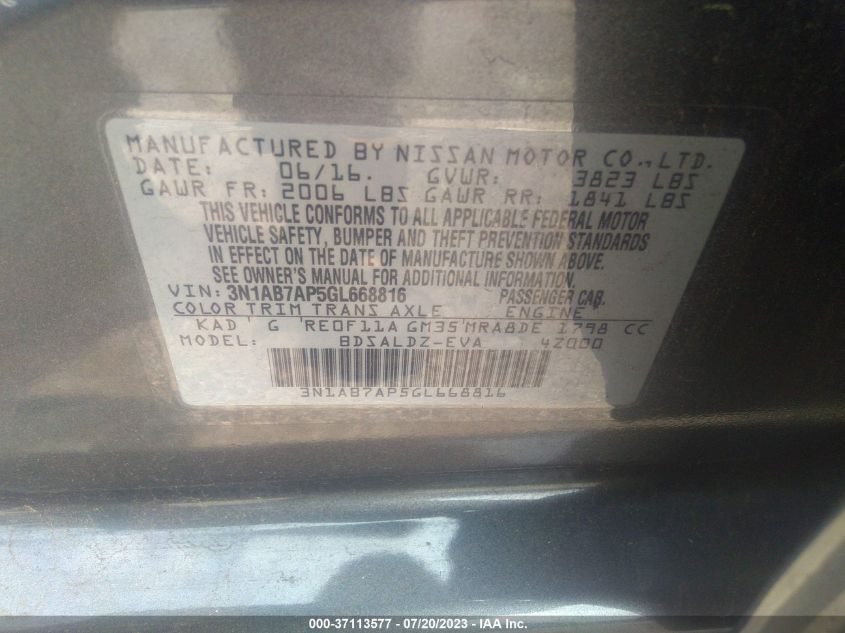 MANUFACTURED BY NISSAN MOTOR CO.,LTD.
DATE: 06/16. GVWR: 3823 LBS
GAWR FR: 2006 LBS GAWR RR: 1841 LBS
THIS VEHICLE CONFORMS TO ALL APPLICABLE FEDERAL MOTOR
VEHICLE SAFETY, BUMPER AND THEFT PREVENTION STANDARDS
IN EFFECT ON THE DATE OF MANUFACTURE SHOWN ABOVE.
SEE OWNER'S MANUAL FOR ADDITIONAL INFORMATION.
VIN: 3N1AB7AP5GL668816 PASSENGER CAR.
COLOR TRIM TRANS AXLE ENGINE
KAD G RE0F11A GM35 MRA8DE 1798 CC
MODEL: BDSALDZ-EVA 4Z000
3N1AB7AP5GL668816
000-37113577 - 07/20/2023 - IAA Inc.